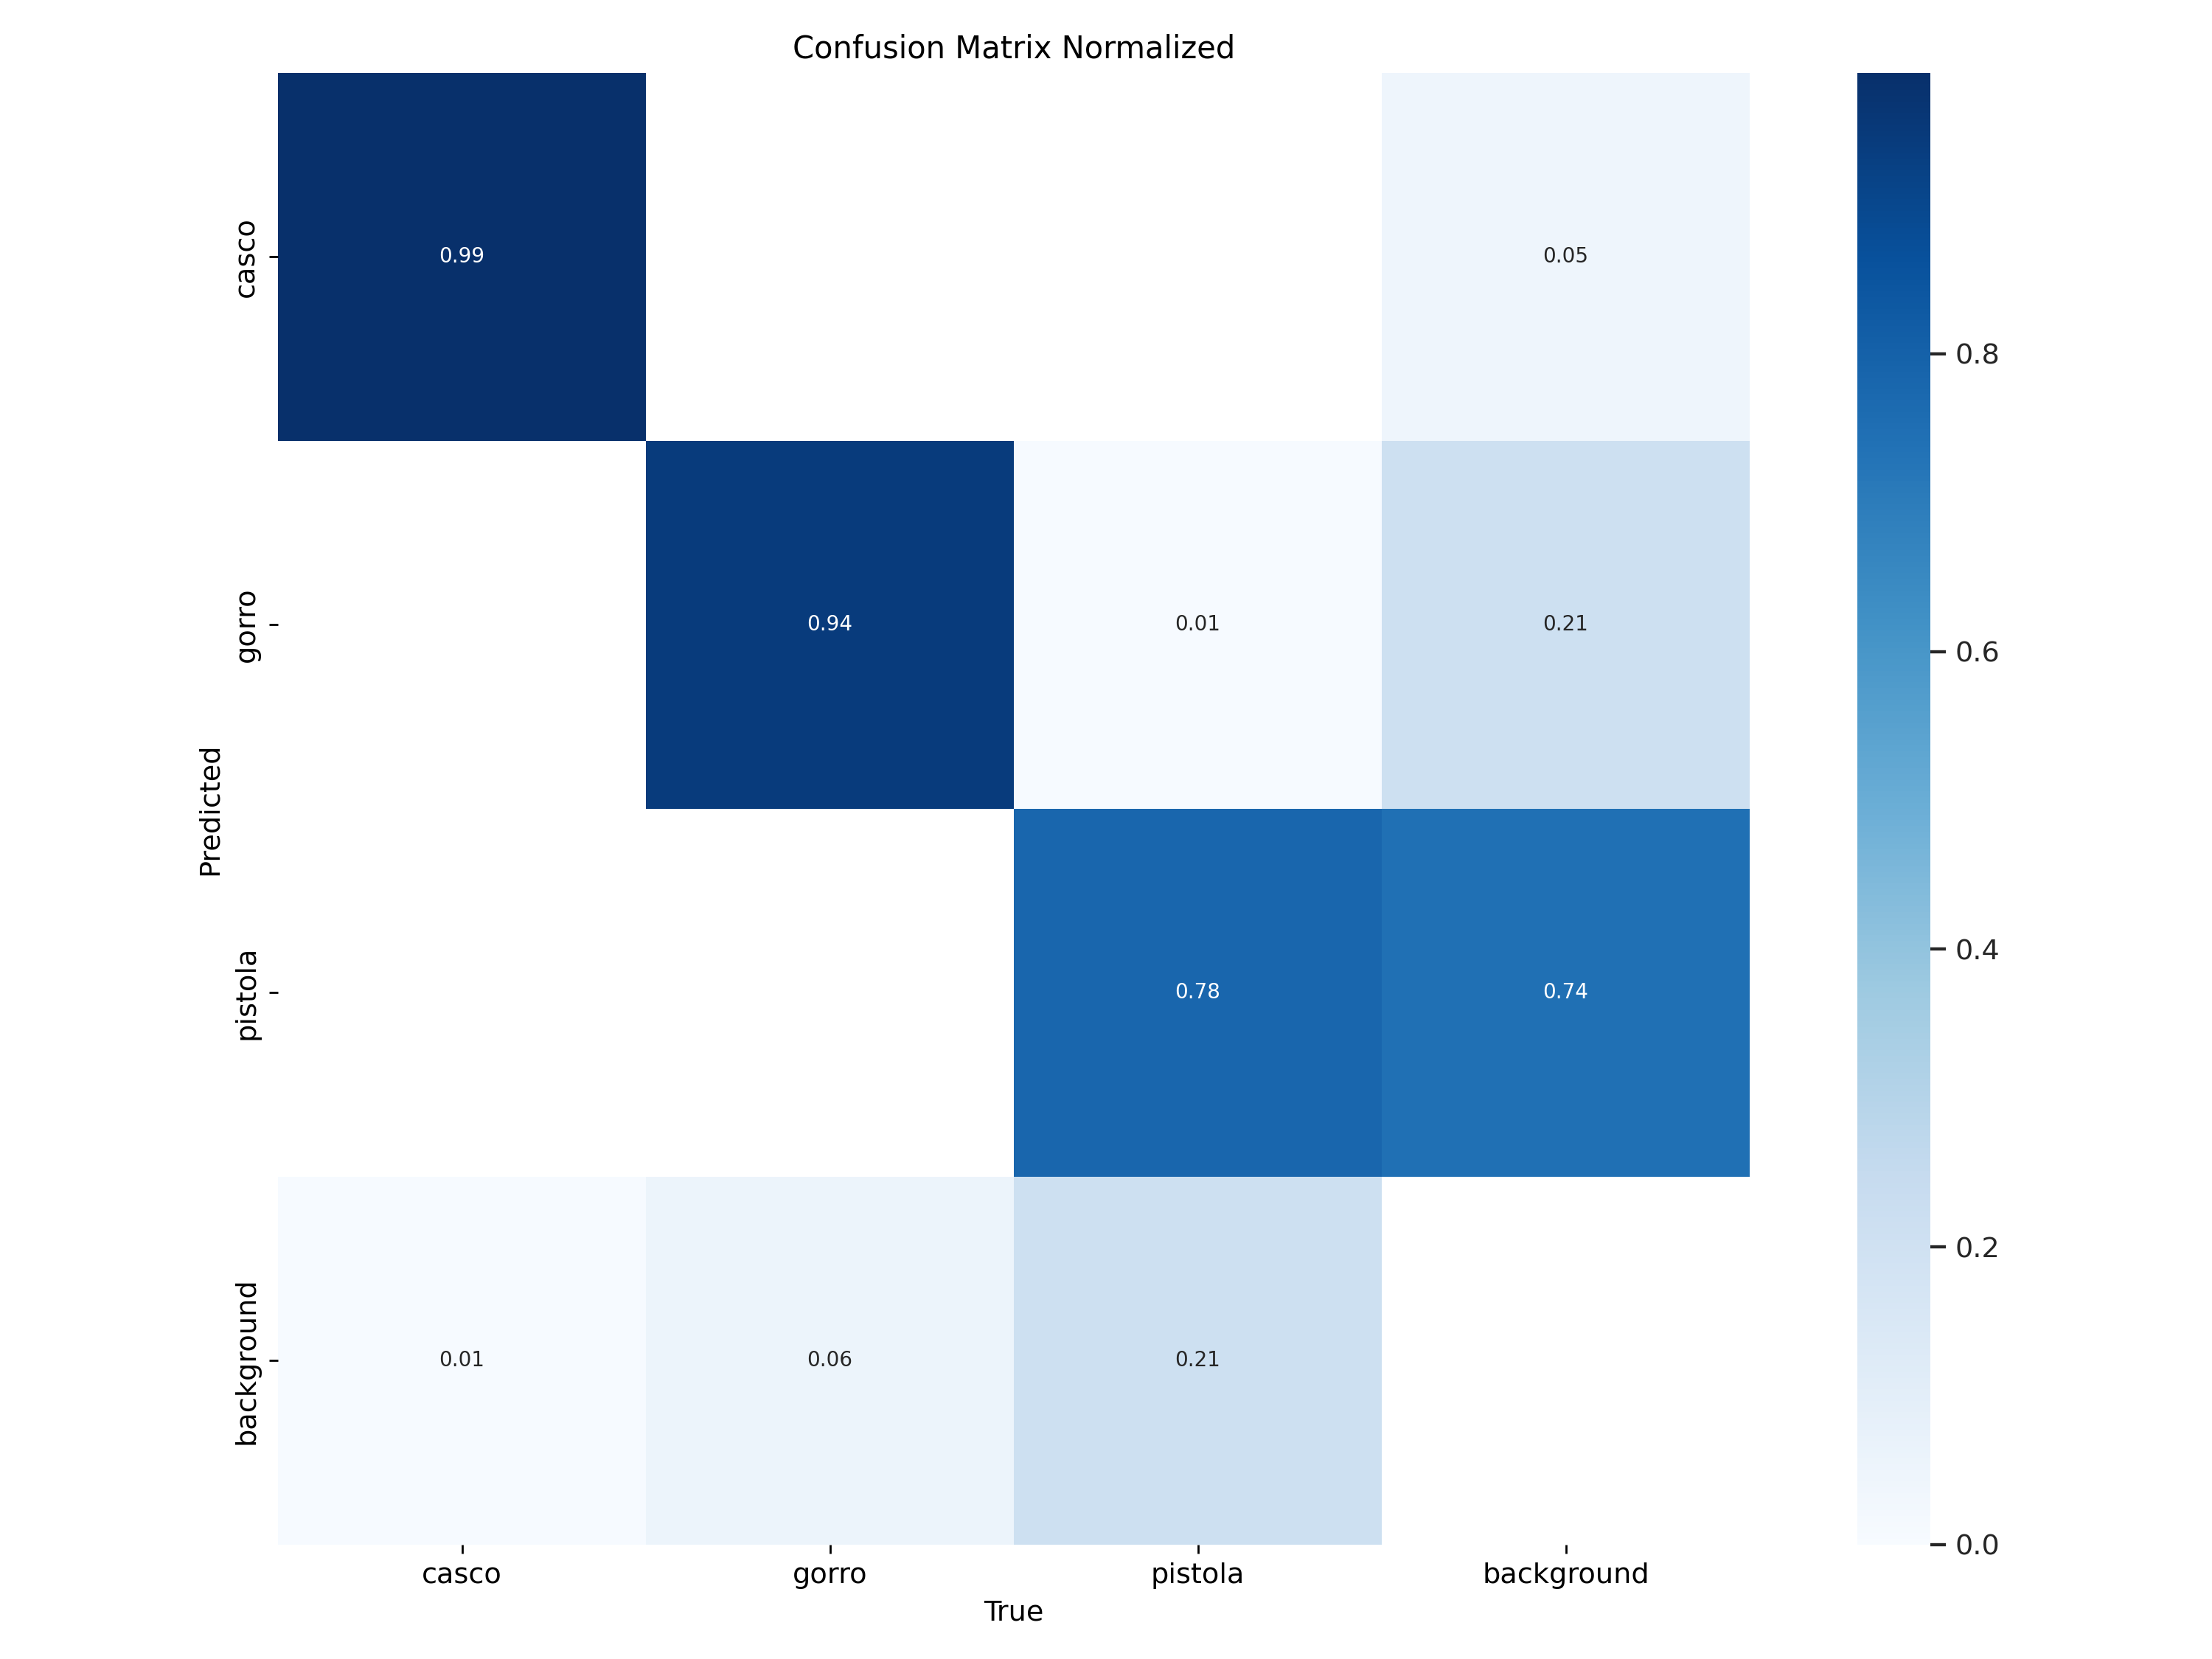 Confusion Matrix Normalized
casco
0.99
0.05
gorro
0.94
0.01
0.21
pistola
0.78
0.74
background
0.01
0.06
0.21
Predicted
casco
gorro
pistola
background
True
0.8
0.6
0.4
0.2
0.0